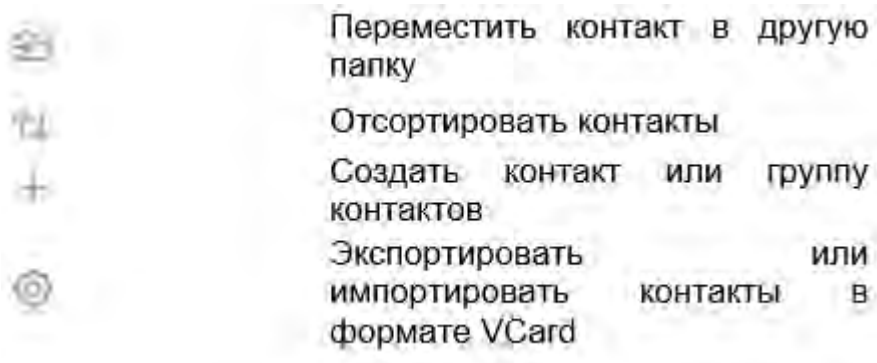 Переместить контакт в другую
папку
Отсортировать контакты
Создать контакт или группу
контактов
Экспортировать или
импортировать контакты в
формате VCard